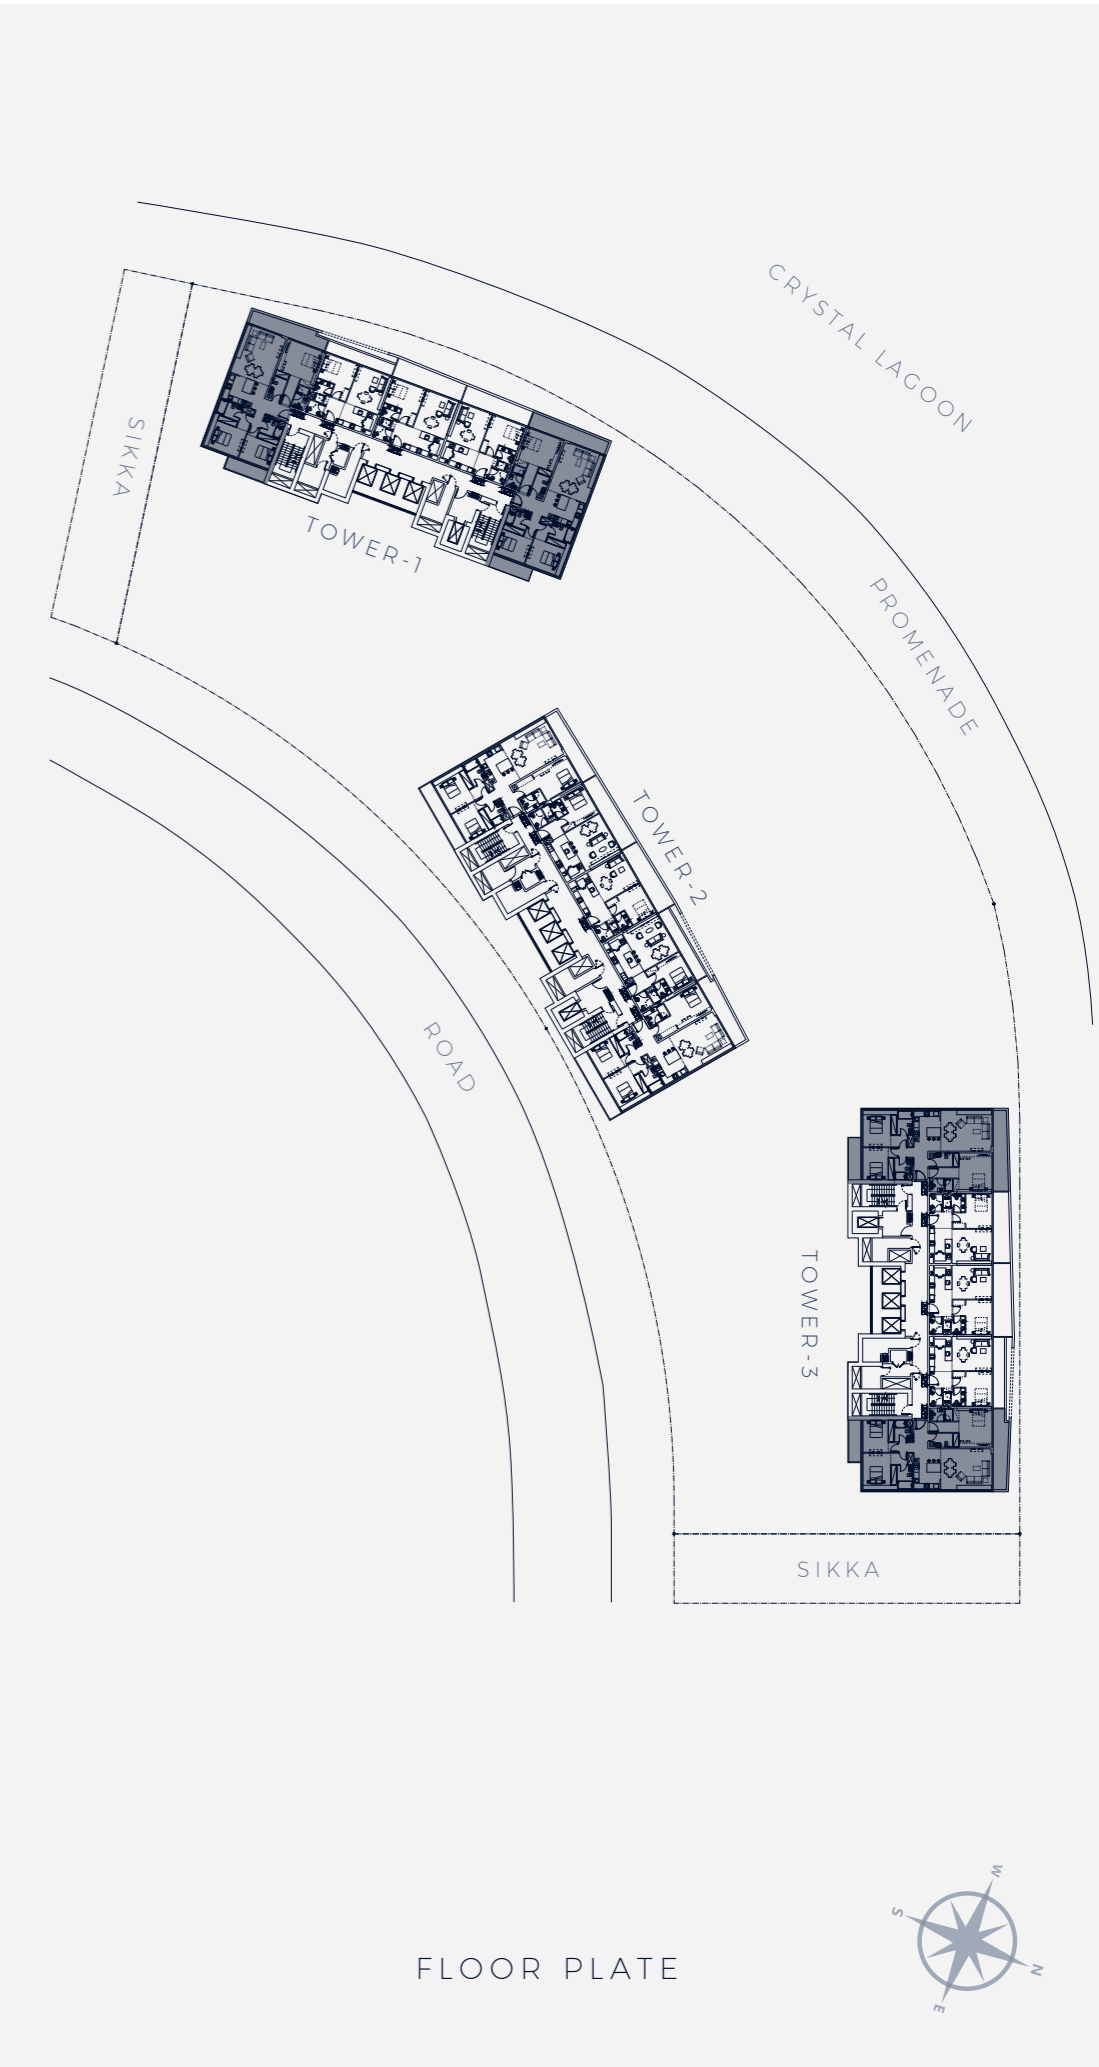 CRYSTAL LAGOON
SIKKA
TOWER-1
PROMENADE
TOWER-2
ROAD
TOWER-3
SIKKA
W
S
N
E
FLOOR PLATE